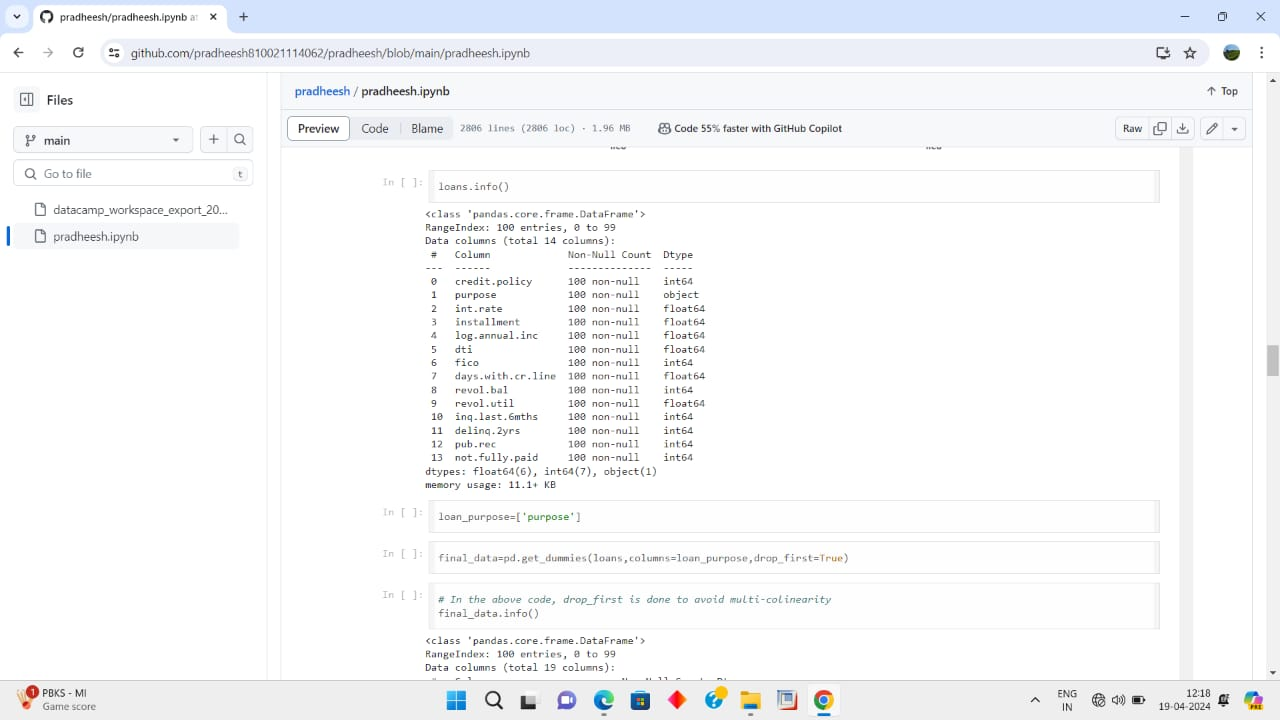 pradheesh/pradheesh.ipynb at
github.com/pradheesh810021114062/pradheesh/blob/main/pradheesh.ipynb
Files
main
Go to file
t
datacamp_workspace_export_20...
pradheesh.ipynb
pradheesh / pradheesh.ipynb
Top
Preview
Code
Blame
2806 lines (2806 loc) · 1.96 MB
Code 55% faster with GitHub Copilot
Raw
In [ ]:
loans.info()
<class 'pandas.core.frame.DataFrame'>
RangeIndex: 100 entries, 0 to 99
Data columns (total 14 columns):
 #   Column             Non-Null Count  Dtype
---  ------             --------------  -----
 0   credit.policy      100 non-null    int64
 1   purpose            100 non-null    object
 2   int.rate           100 non-null    float64
 3   installment        100 non-null    float64
 4   log.annual.inc     100 non-null    float64
 5   dti                100 non-null    float64
 6   fico               100 non-null    int64
 7   days.with.cr.line  100 non-null    float64
 8   revol.bal          100 non-null    int64
 9   revol.util         100 non-null    float64
 10  inq.last.6mths     100 non-null    int64
 11  delinq.2yrs        100 non-null    int64
 12  pub.rec            100 non-null    int64
 13  not.fully.paid     100 non-null    int64
dtypes: float64(6), int64(7), object(1)
memory usage: 11.1+ KB
In [ ]:
loan_purpose=['purpose']
In [ ]:
final_data=pd.get_dummies(loans,columns=loan_purpose,drop_first=True)
In [ ]:
# In the above code, drop_first is done to avoid multi-colinearity
final_data.info()
<class 'pandas.core.frame.DataFrame'>
RangeIndex: 100 entries, 0 to 99
Data columns (total 19 columns):
1
PBKS - MI
Game score
ENG
IN
12:18
19-04-2024
PRE